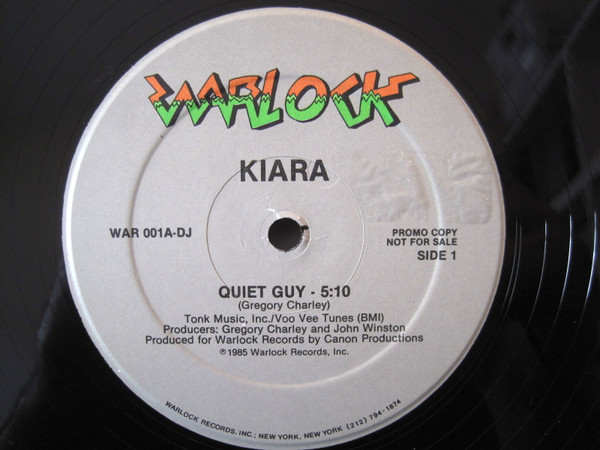 WARLOCK
KIARA
WAR 001A-DJ
PROMO COPY
NOT FOR SALE
SIDE 1
QUIET GUY - 5:10
(Gregory Charley)
Tonk Music, Inc./Voo Vee Tunes (BMI)
Producers: Gregory Charley and John Winston
Produced for Warlock Records by Canon Productions
℗1985 Warlock Records, Inc.
WARLOCK RECORDS, INC.; NEW YORK, NEW YORK (212) 794-1874